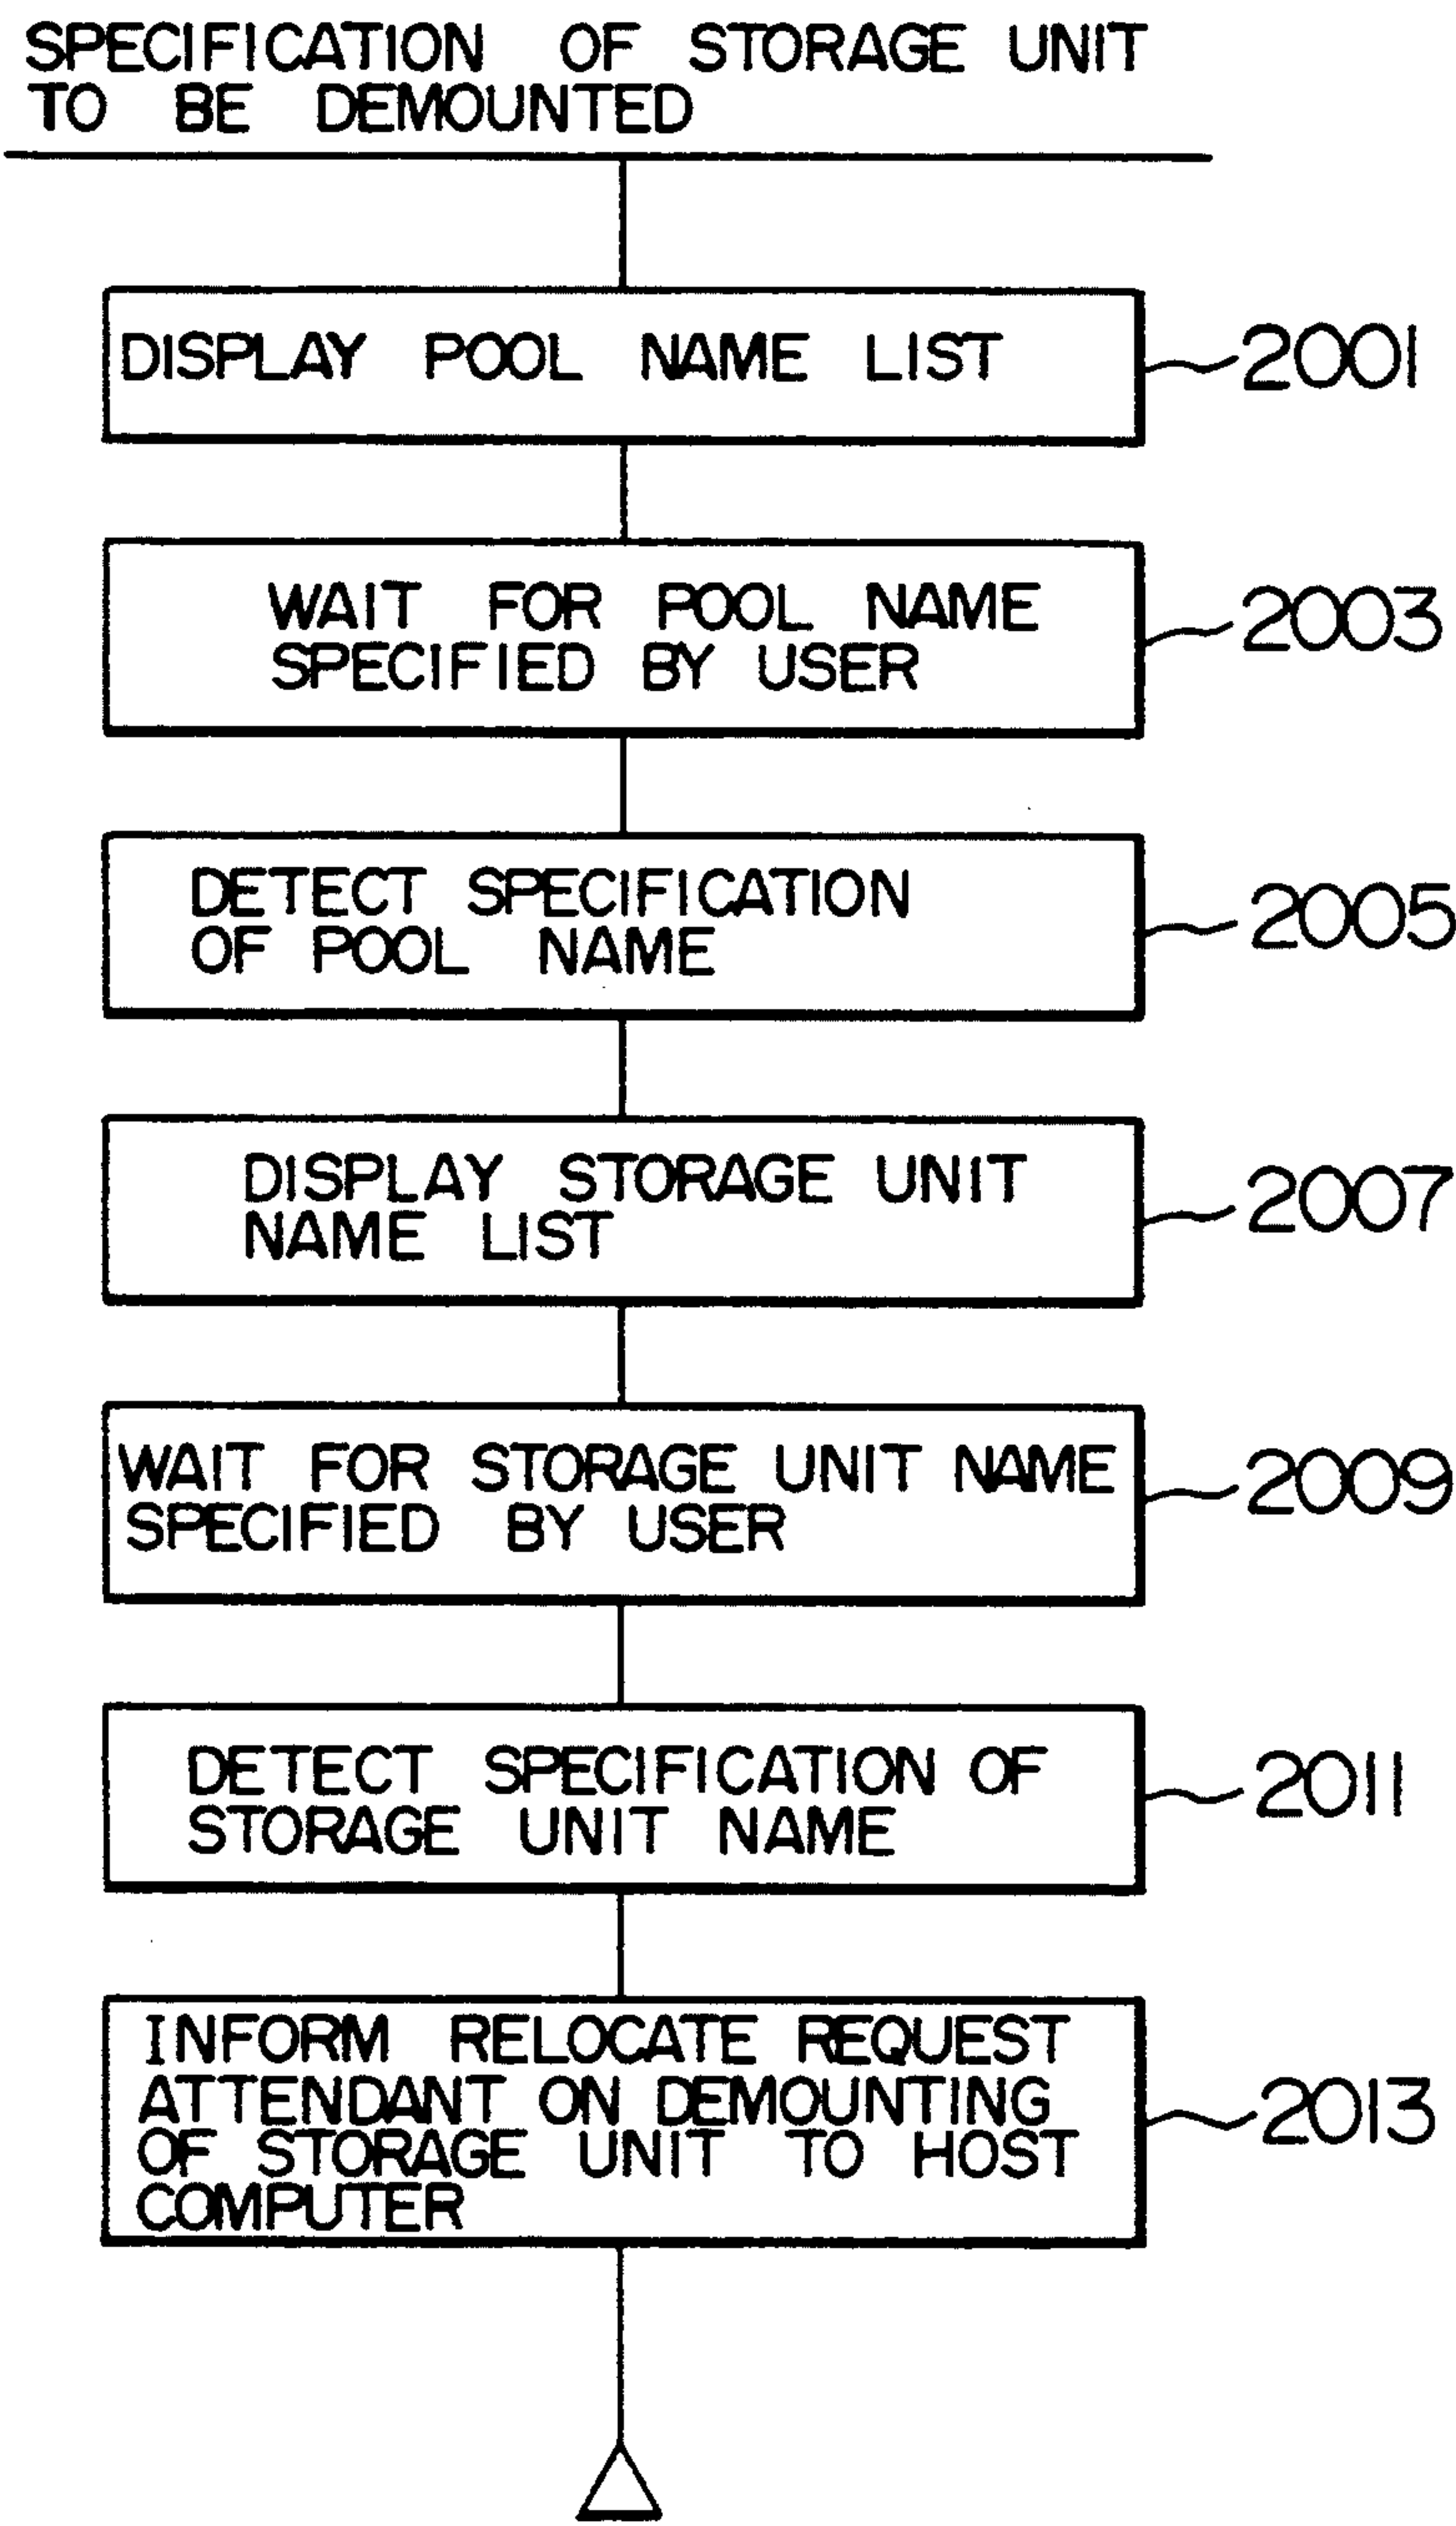 SPECIFICATION OF STORAGE UNIT
TO BE DEMOUNTED
DISPLAY POOL NAME LIST
2001
WAIT FOR POOL NAME
SPECIFIED BY USER
2003
DETECT SPECIFICATION
OF POOL NAME
2005
DISPLAY STORAGE UNIT
NAME LIST
2007
WAIT FOR STORAGE UNIT NAME
SPECIFIED BY USER
2009
DETECT SPECIFICATION OF
STORAGE UNIT NAME
2011
INFORM RELOCATE REQUEST
ATTENDANT ON DEMOUNTING
OF STORAGE UNIT TO HOST
COMPUTER
2013